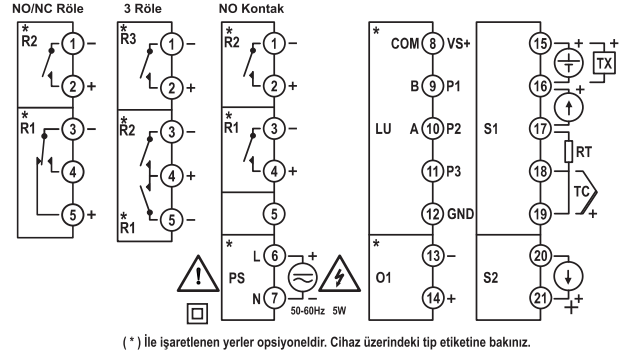 NO/NC Röle
3 Röle
NO Kontak
*
R2
1 −
2 +
*
R1
3 −
4
5 +
*
R3
1 −
2 +
*
R2
3 −
4 +
*
R1
5 −
*
R2
1 −
2 +
*
R1
3 −
4 +
5
*
PS
L 6 +
N 7 −
50-60Hz 5W
*
LU
COM 8 VS+
B 9 P1
A 10 P2
11 P3
12 GND
*
O1
13 −
14 +
S1
15 +
TX
16 +
17
RT
18
TC
19 +
S2
20
21 +
( * ) İle işaretlenen yerler opsiyoneldir. Cihaz üzerindeki tip etiketine bakınız.